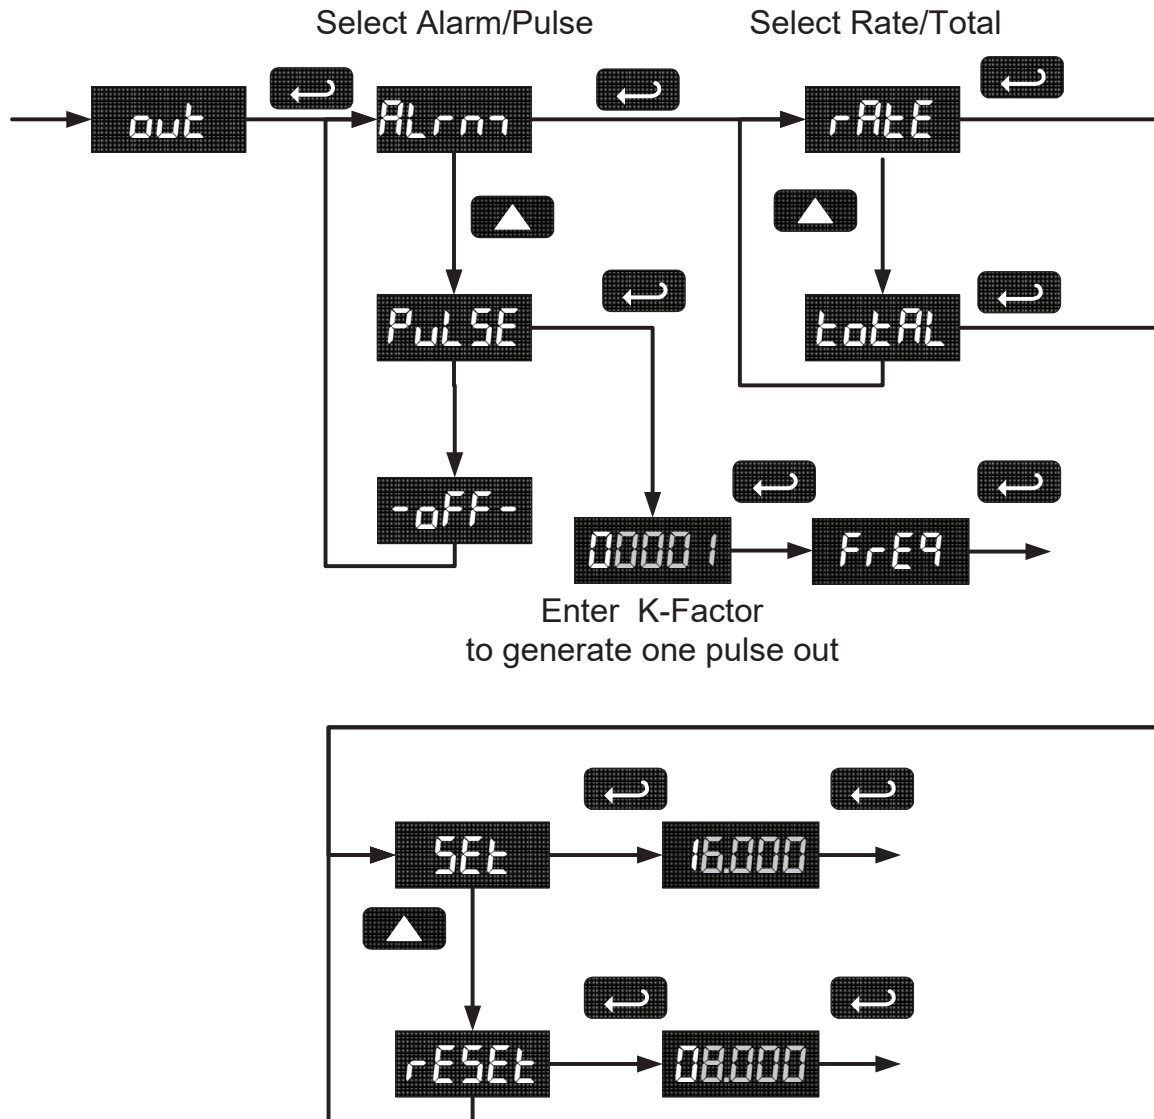 Select Alarm/Pulse
Select Rate/Total
out
ALrm
rAtE
PuLSE
totAL
-oFF-
00001
FrEq
Enter K-Factor
to generate one pulse out
SEt
16.000
rESEt
08.000